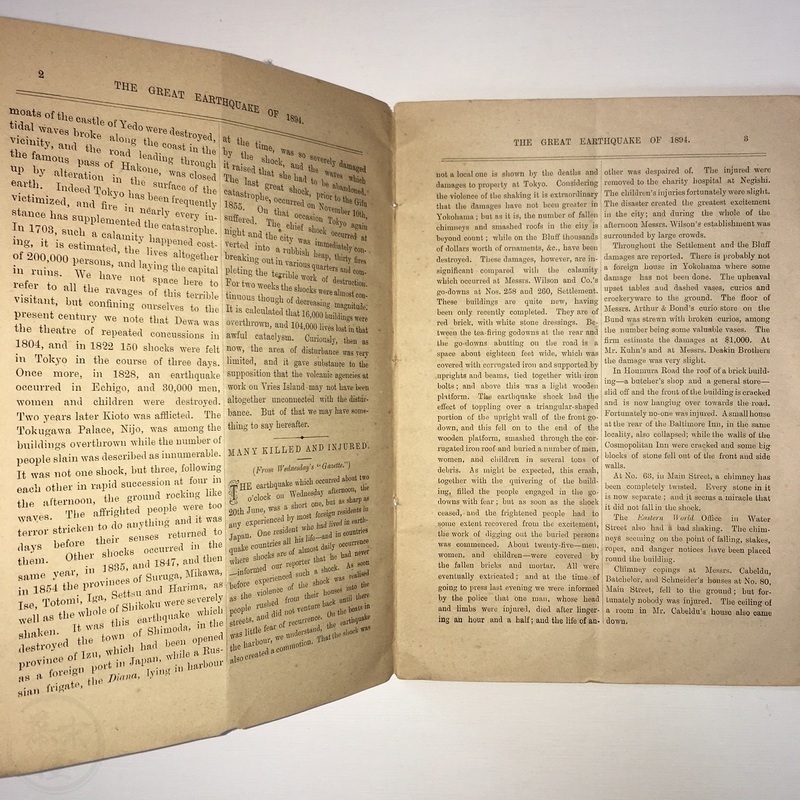 2
THE GREAT EARTHQUAKE OF 1894.
moats of the castle of Yedo were destroyed,
tidal waves broke along the coast in the
vicinity, and the road leading through
the famous pass of Hakone, was closed
up by alteration in the surface of the
earth. Indeed Tokyo has been frequently
victimized, and fire in nearly every in-
stance has supplemented the catastrophe.
In 1703, such a calamity happened cost-
ing, it is estimated, the lives altogether
of 200,000 persons, and laying the capital
in ruins. We have not space here to
refer to all the ravages of this terrible
visitant, but confining ourselves to the
present century we note that Dewa was
the theatre of repeated concussions in
1804, and in 1822 150 shocks were felt
in Tokyo in the course of three days.
Once more, in 1828, an earthquake
occurred in Echigo, and 30,000 men,
women and children were destroyed.
Two years later Kioto was afflicted. The
Tokugawa Palace, Nijo, was among the
buildings overthrown while the number of
people slain was described as innumerable.
It was not one shock, but three, following
each other in rapid succession at four in
the afternoon, the ground rocking like
waves. The affrighted people were too
terror stricken to do anything and it was
days before their senses returned to
them. Other shocks occurred in the
same year, in 1835, and 1847, and then
in 1854 the provinces of Suruga, Mikawa,
Ise, Totomi, Iga, Settsu and Harima, as
well as the whole of Shikoku were severely
shaken. It was this earthquake which
destroyed the town of Shimoda, in the
province of Izu, which had been opened
as a foreign port in Japan, while a Rus-
sian frigate, the Diana, lying in harbour
at the time, was so severely damaged
by the shock, and the waves which
it raised that she had to be abandoned.
The last great shock, prior to the Gifu
catastrophe, occurred on November 10th,
1855. On that occasion Tokyo again
suffered. The chief shock occurred at
night and the city was immediately con-
verted into a rubbish heap, thirty fires
breaking out in various quarters and com-
pleting the terrible work of destruction.
For two weeks the shocks were almost con-
tinuous though of decreasing magnitude.
It is calculated that 16,000 buildings were
overthrown, and 104,000 lives lost in that
awful cataclysm. Curiously, then as
now, the area of disturbance was very
limited, and it gave substance to the
supposition that the volcanic agencies at
work on Vries Island may not have been
altogether unconnected with the distur-
bance. But of that we may have some-
thing to say hereafter.
MANY KILLED AND INJURED.
(From Wednesday's "Gazette.")
THE earthquake which occurred about two
o'clock on Wednesday afternoon, the
20th June, was a short one, but as sharp as
any experienced by most foreign residents in
Japan. One resident who had lived in earth-
quake countries all his life—and in countries
where shocks are of almost daily occurrence
—informed our reporter that he had never
before experienced such a shock. As soon
as the violence of the shock was realised
people rushed from their houses into the
streets, and did not venture back until there
was little fear of recurrence. On the boats in
the harbour, we understand, the earthquake
also created a commotion. That the shock was
THE GREAT EARTHQUAKE OF 1894.
3
not a local one is shown by the deaths and
damages to property at Tokyo. Considering
the violence of the shaking it is extraordinary
that the damages have not been greater in
Yokohama; but as it is, the number of fallen
chimneys and smashed roofs in the city is
beyond count; while on the Bluff thousands
of dollars worth of ornaments, &c., have been
destroyed. These damages, however, are in-
significant compared with the calamity
which occurred at Messrs. Wilson and Co.'s
go-downs at Nos. 258 and 260, Settlement.
These buildings are quite new, having
been only recently completed. They are of
red brick, with white stone dressings. Be-
tween the tea-firing godowns at the rear and
the go-downs abutting on the road is a
space about eighteen feet wide, which was
covered with corrugated iron and supported by
uprights and beams, tied together with iron
bolts; and above this was a light wooden
platform. The earthquake shock had the
effect of toppling over a triangular-shaped
portion of the upright wall of the front go-
down, and this fell on to the end of the
wooden platform, smashed through the cor-
rugated iron roof and buried a number of men,
women, and children in several tons of
debris. As might be expected, this crash,
together with the quivering of the build-
ing, filled the people engaged in the go-
downs with fear; but as soon as the shock
ceased, and the frightened people had to
some extent recovered from the excitement,
the work of digging out the buried persons
was commenced. About twenty-five—men,
women, and children—were covered by
the fallen bricks and mortar. All were
eventually extricated; and at the time of
going to press last evening we were informed
by the police that one man, whose head
and limbs were injured, died after linger-
ing an hour and a half; and the life of an-
other was despaired of. The injured were
removed to the charity hospital at Negishi.
The children's injuries fortunately were slight.
The disaster created the greatest excitement
in the city; and during the whole of the
afternoon Messrs. Wilson's establishment was
surrounded by large crowds.
Throughout the Settlement and the Bluff
damages are reported. There is probably not
a foreign house in Yokohama where some
damage has not been done. The upheaval
upset tables and dashed vases, curios and
crockeryware to the ground. The floor of
Messrs. Arthur & Bond's curio store on the
Bund was strewn with broken curios, among
the number being some valuable vases. The
firm estimate the damages at $1,000. At
Mr. Kuhn's and at Messrs. Deakin Brothers
the damage was slight.
In Honmura Road the roof of a brick build-
ing—a butcher's shop and a general store—
slid off and the front of the building is cracked
and is now hanging over towards the road.
Fortunately no-one was injured. A small house
at the rear of the Baltimore Inn, in the same
locality, also collapsed; while the walls of the
Cosmopolitan Inn were cracked and some big
blocks of stone fell out of the front and side
walls.
At No. 63, in Main Street, a chimney has
been completely twisted. Every stone in it
is now separate; and it seems a miracle that
it did not fall in the shock.
The Eastern World Office in Water
Street also had a bad shaking. The chim-
neys seeming on the point of falling, stakes,
ropes, and danger notices have been placed
round the building.
Chimney copings at Messrs. Cabeldu,
Batchelor, and Schneider's houses at No. 80,
Main Street, fell to the ground; but for-
tunately nobody was injured. The ceiling of
a room in Mr. Cabeldu's house also came
down.